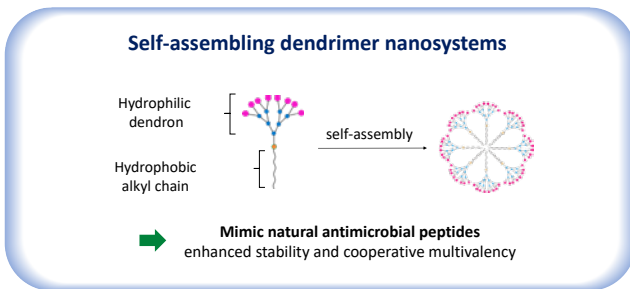 Self-assembling dendrimer nanosystems
Hydrophilic
dendron
self-assembly
Hydrophobic
alkyl chain
Mimic natural antimicrobial peptides
enhanced stability and cooperative multivalency